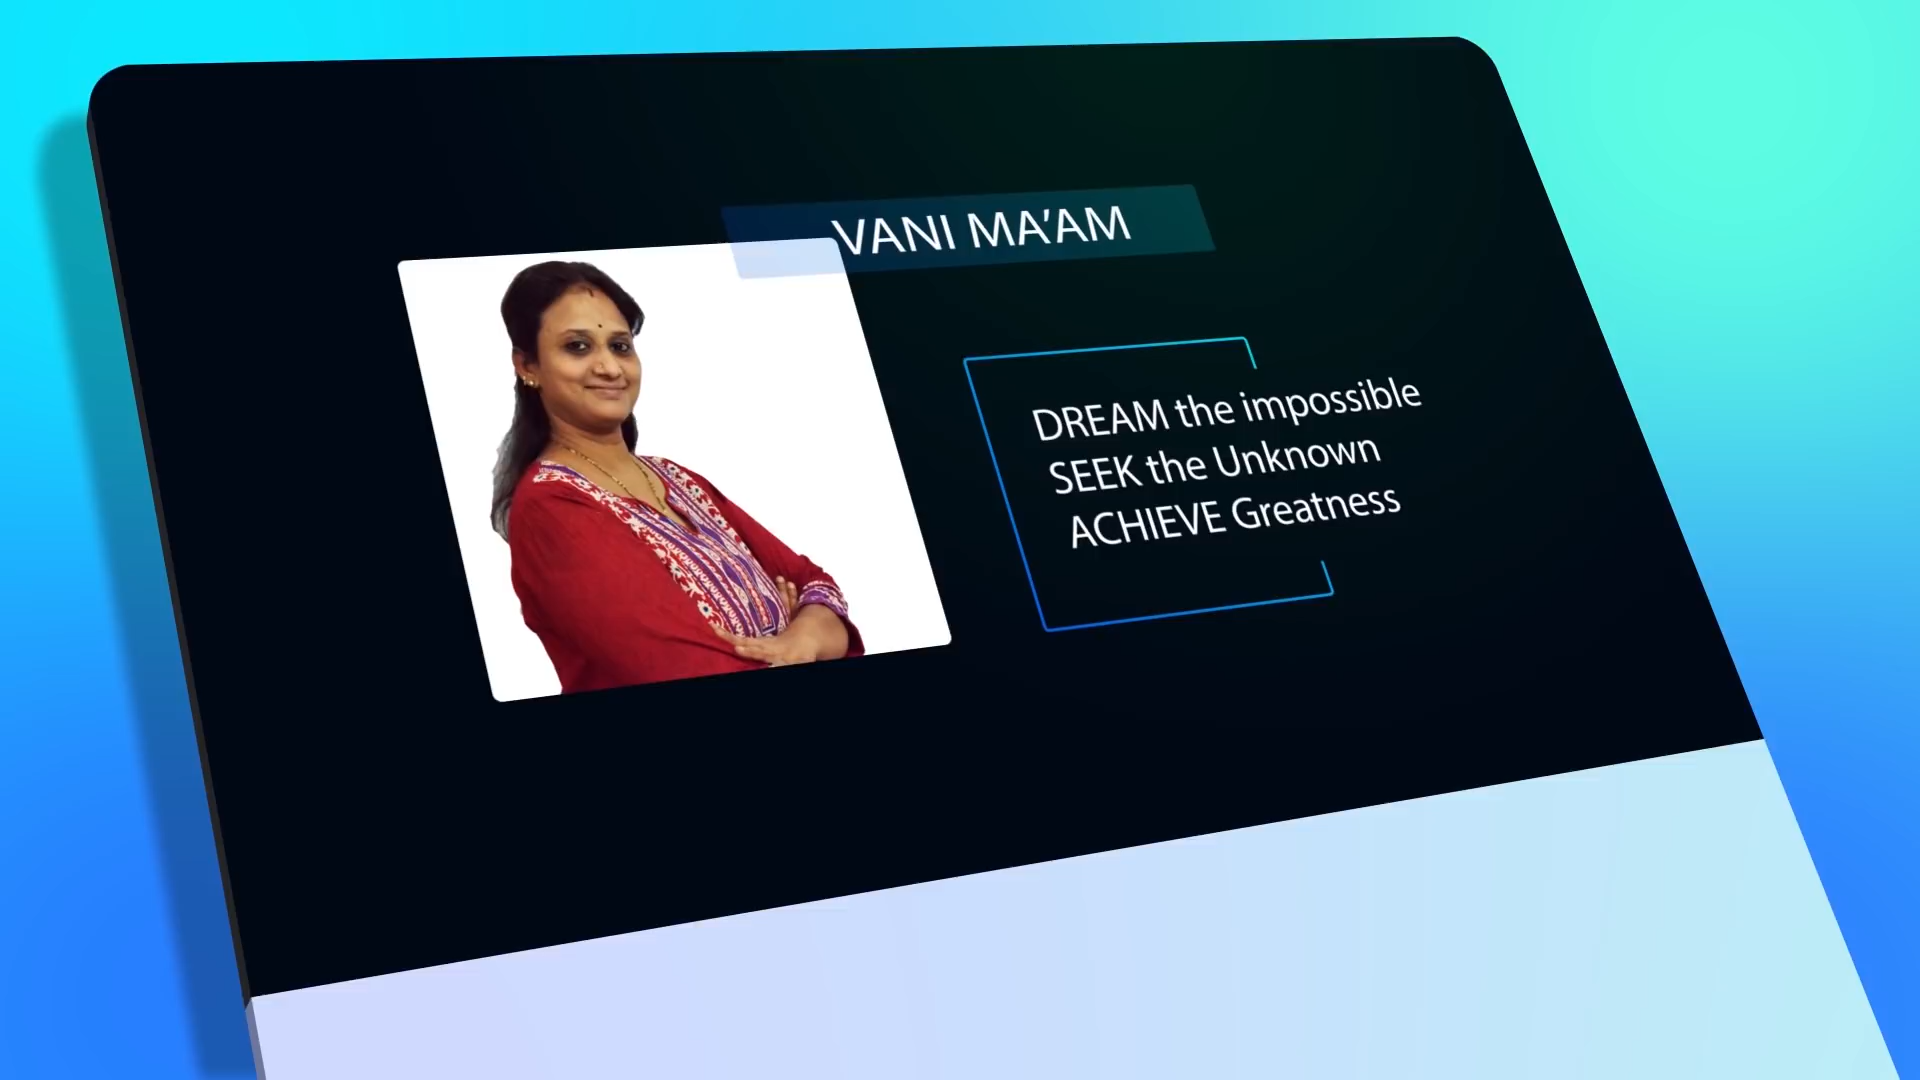 VANI MA'AM
DREAM the impossible
SEEK the Unknown
ACHIEVE Greatness